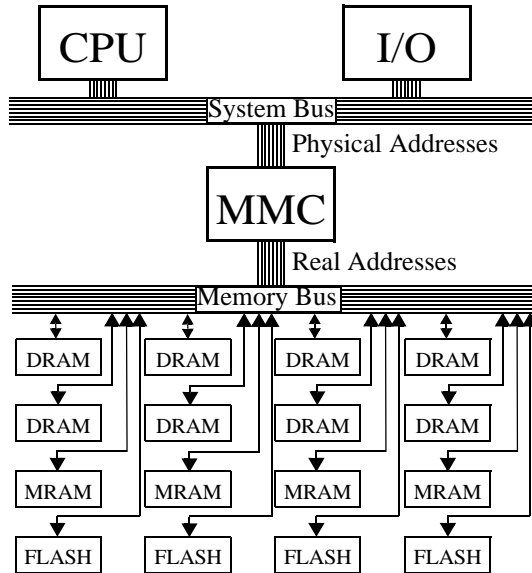 CPU I/O
System Bus
Physical Addresses
MMC
Real Addresses
Memory Bus
DRAM DRAM DRAM DRAM
DRAM DRAM DRAM DRAM
MRAM MRAM MRAM MRAM
FLASH FLASH FLASH FLASH